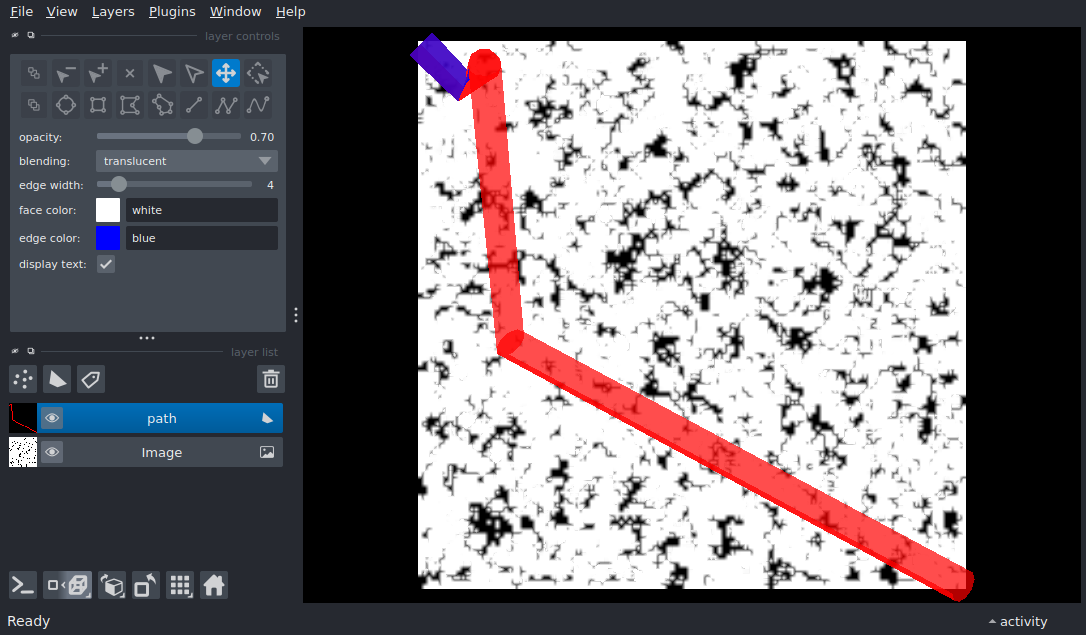 File View Layers Plugins Window Help
layer controls
opacity: 0.70
blending: translucent
edge width: 4
face color: white
edge color: blue
display text:
layer list
path
Image
Ready
activity